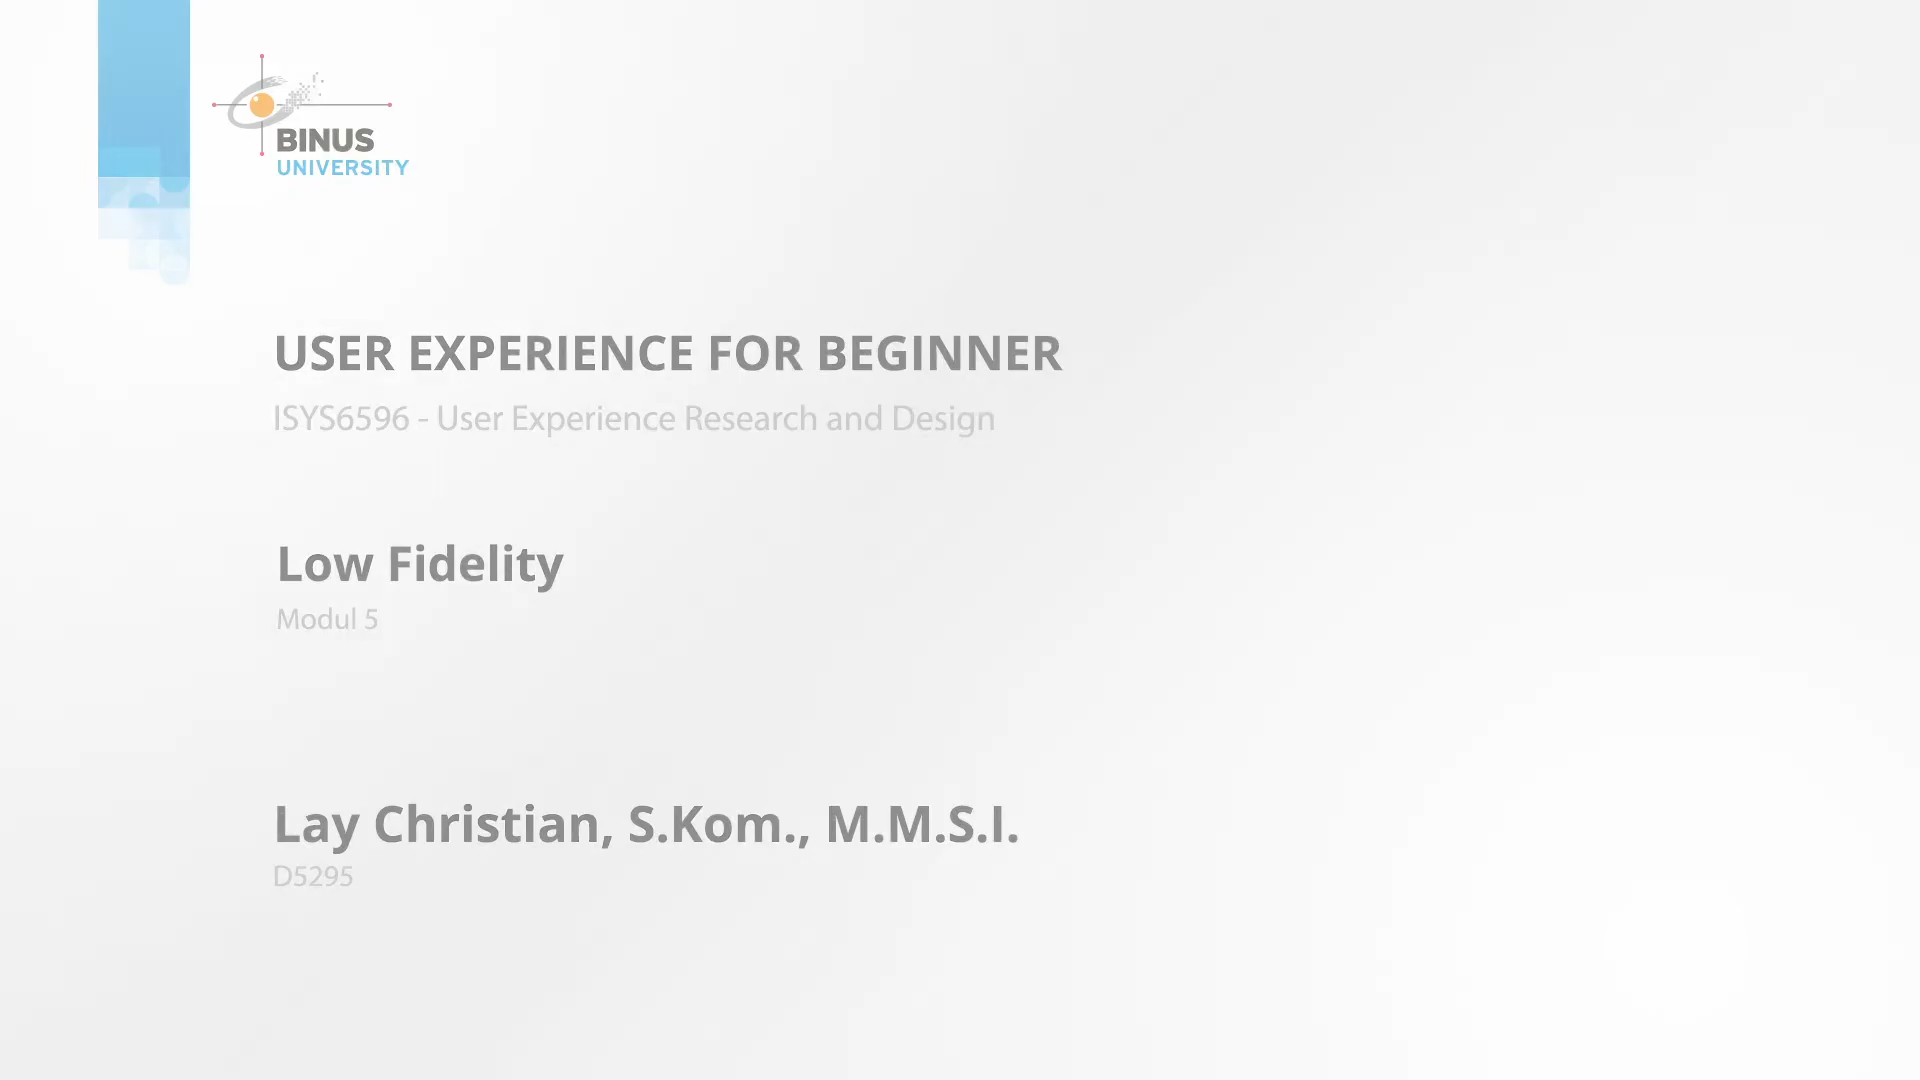 BINUS
UNIVERSITY
USER EXPERIENCE FOR BEGINNER
ISYS6596 - User Experience Research and Design
Low Fidelity
Modul 5
Lay Christian, S.Kom., M.M.S.I.
D5295